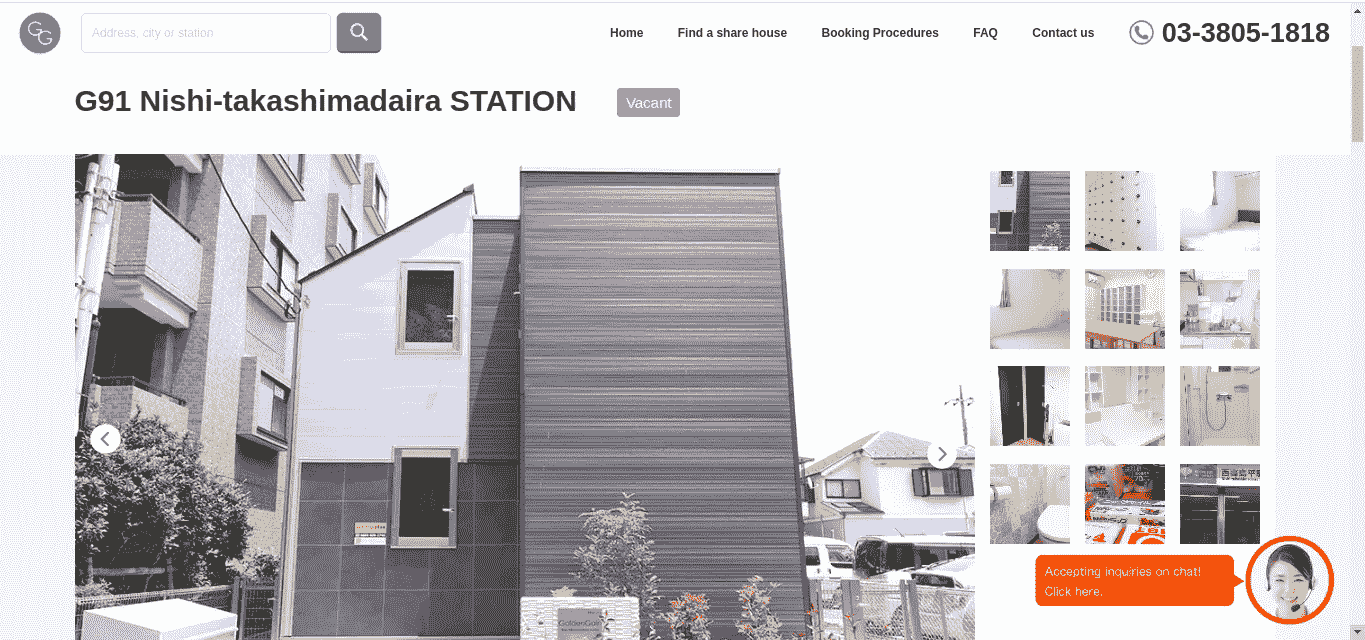 GG
Address, city or station
Home
Find a share house
Booking Procedures
FAQ
Contact us
03-3805-1818
G91 Nishi-takashimadaira STATION
Vacant
Accepting inquiries on chat!
Click here.